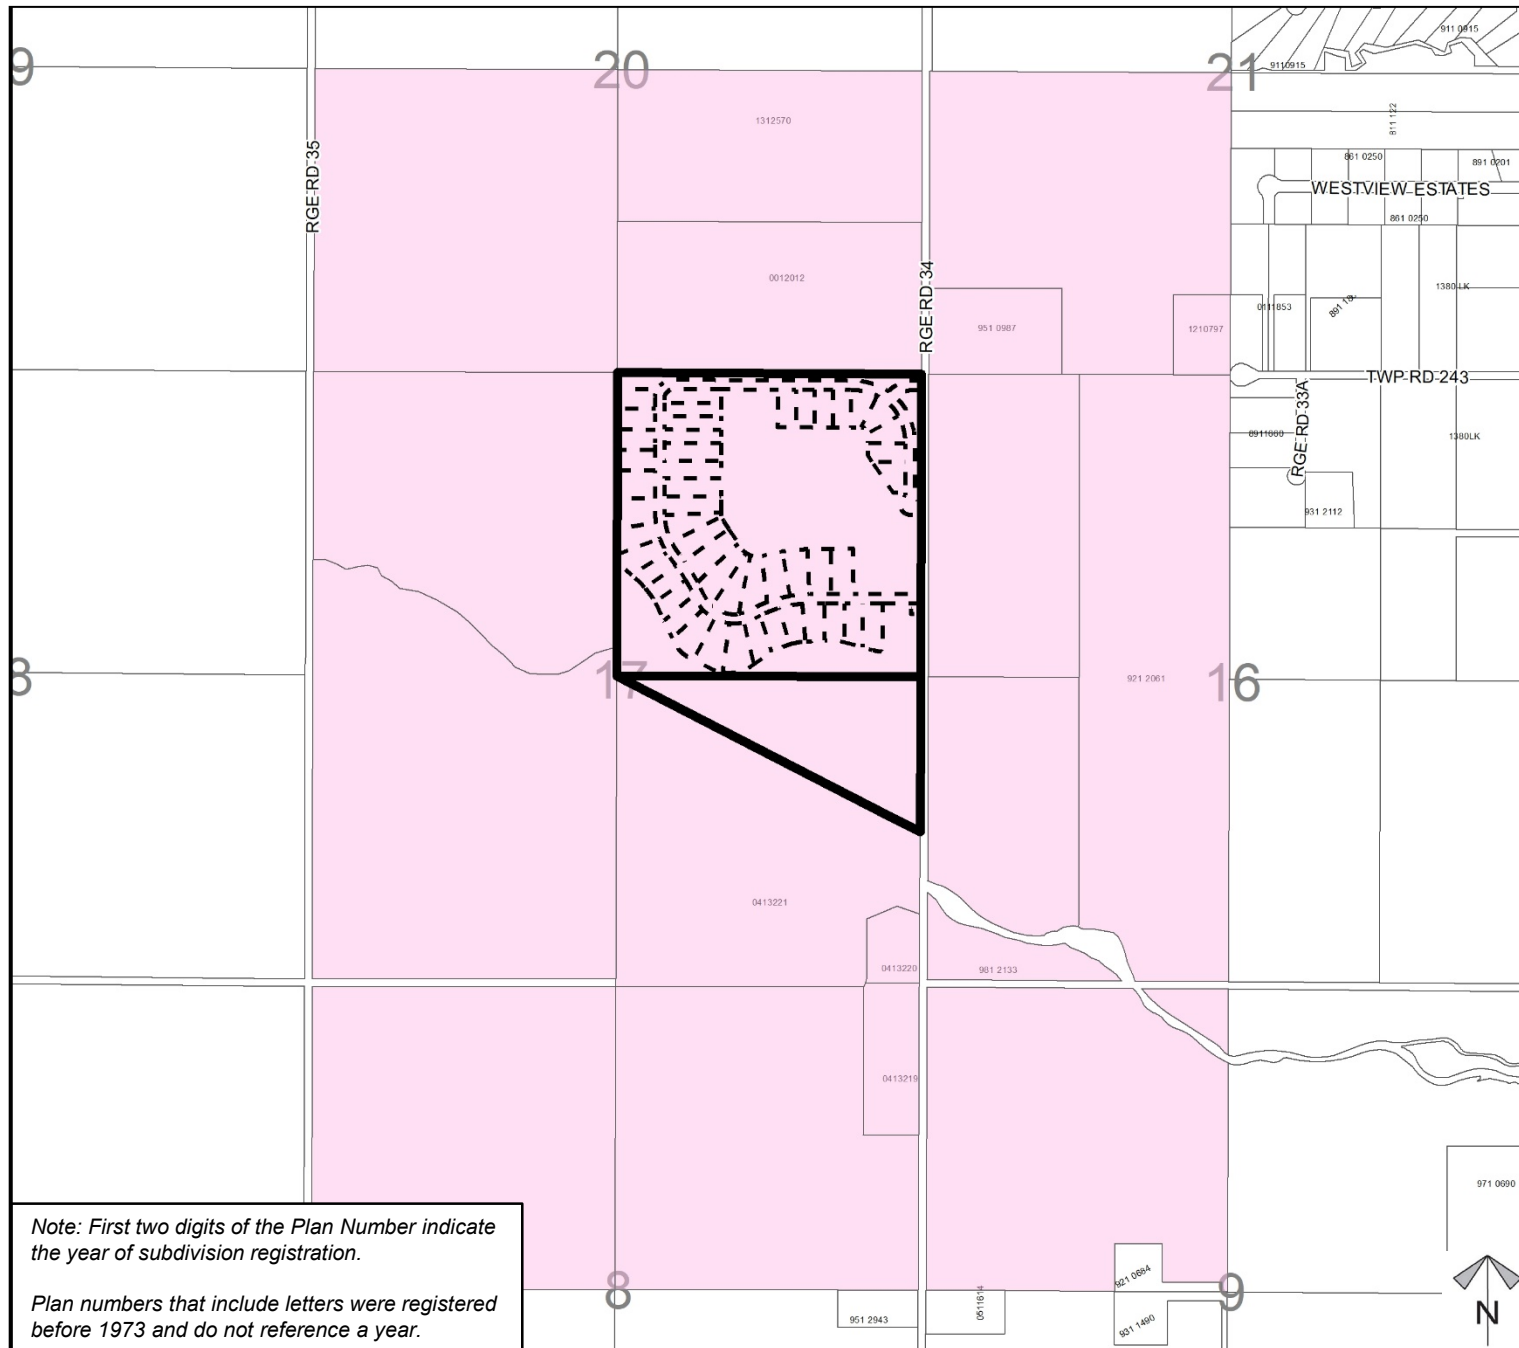 911 0915
9110915
9
20
21
1312570
811 122
RGE RD 35
861 0250
891 0201
WESTVIEW ESTATES
861 0250
0012012
RGE RD 34
1380 LK
0111853
951 0987
1210797
TWP RD 243
RGE RD 33A
8911660
1380LK
931 2112
8
17
921 2061
16
0413221
0413220
981 2133
0413219
971 0690
Note: First two digits of the Plan Number indicate
the year of subdivision registration.
Plan numbers that include letters were registered
before 1973 and do not reference a year.
8
921 0684
9
951 2943
0511614
931 1490
N